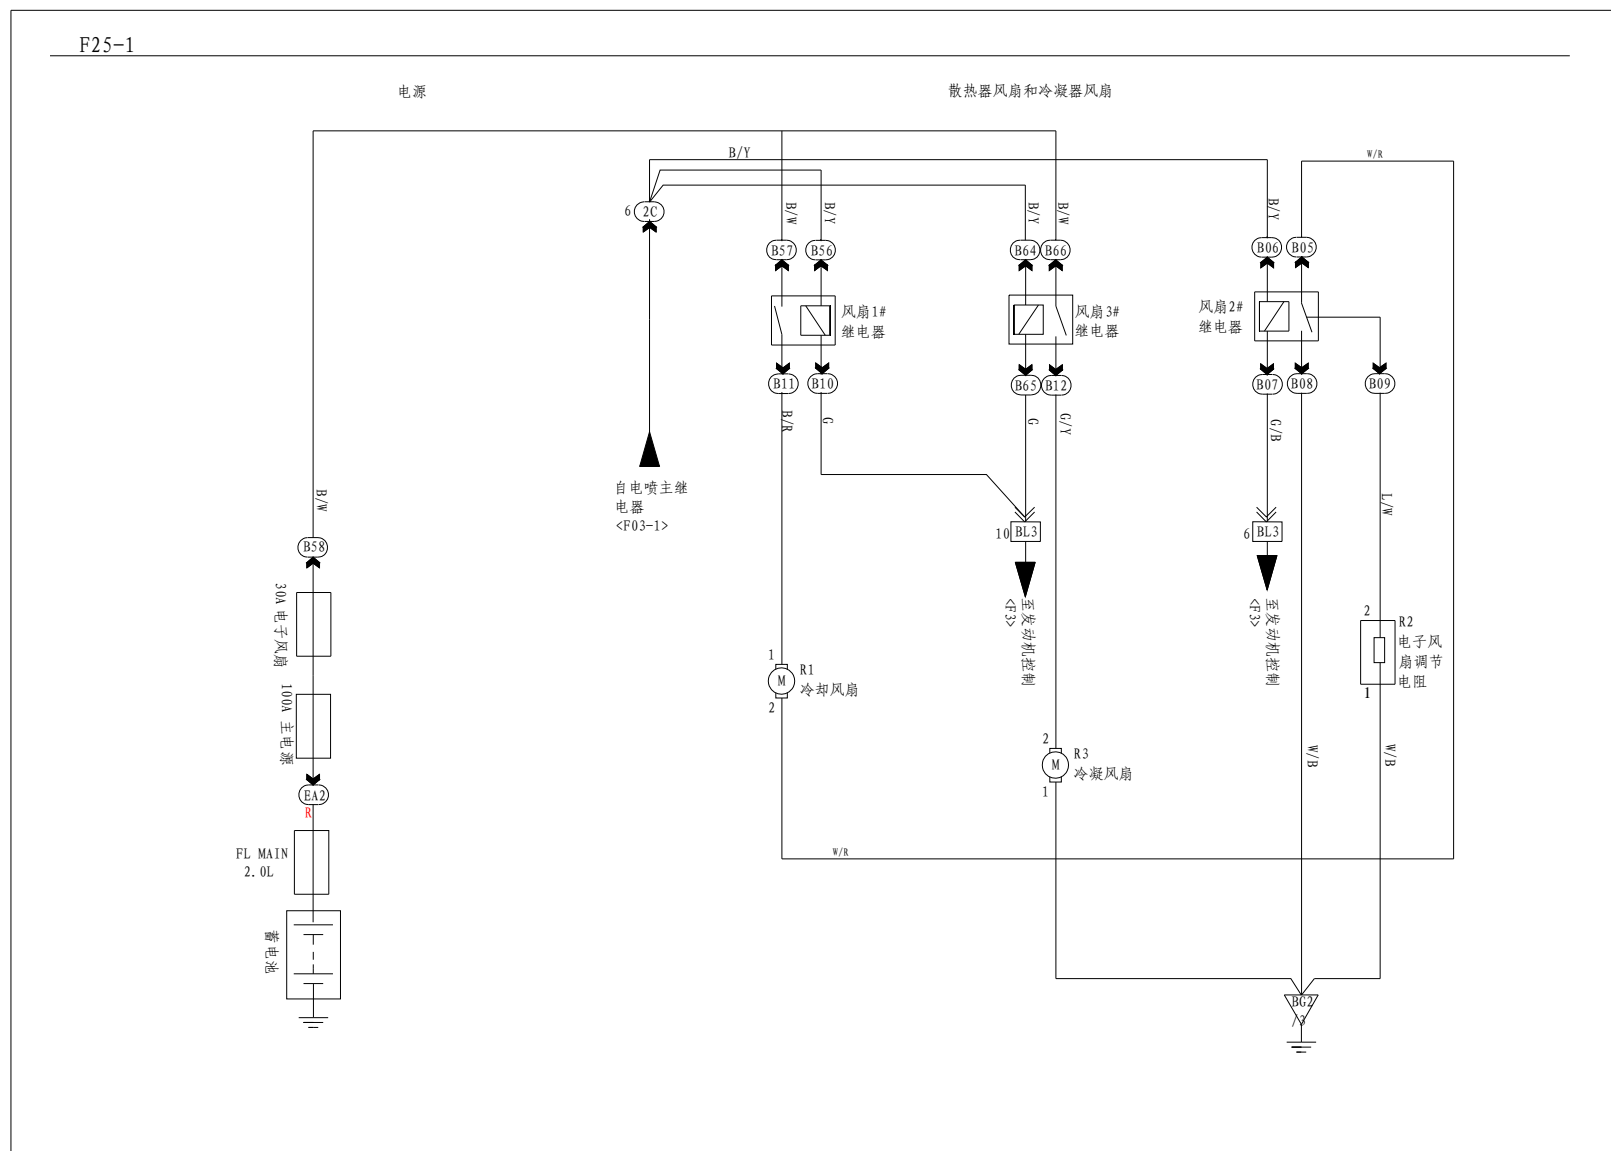 F25-1
电源
散热器风扇和冷凝器风扇
B/Y
W/R
6
2C
B/W
B/Y
B/Y
B/W
B/Y
B57
B56
B64
B66
B06
B05
风扇1#
继电器
风扇3#
继电器
风扇2#
继电器
B11
B10
B65
B12
B07
B08
B09
B/R
G
G
G/Y
G/B
L/W
自电喷主继
电器
<F03-1>
B/W
B58
10
BL3
6
BL3
30A 电子风扇
至发动机控制
<F3>
至发动机控制
<F3>
2
R2
电子风
扇调节
电阻
1
1
M
R1
冷却风扇
2
100A 主电源
2
M
R3
冷凝风扇
1
W/B
W/B
EA2
R
FL MAIN
2.0L
W/R
蓄电池
BG2
/3